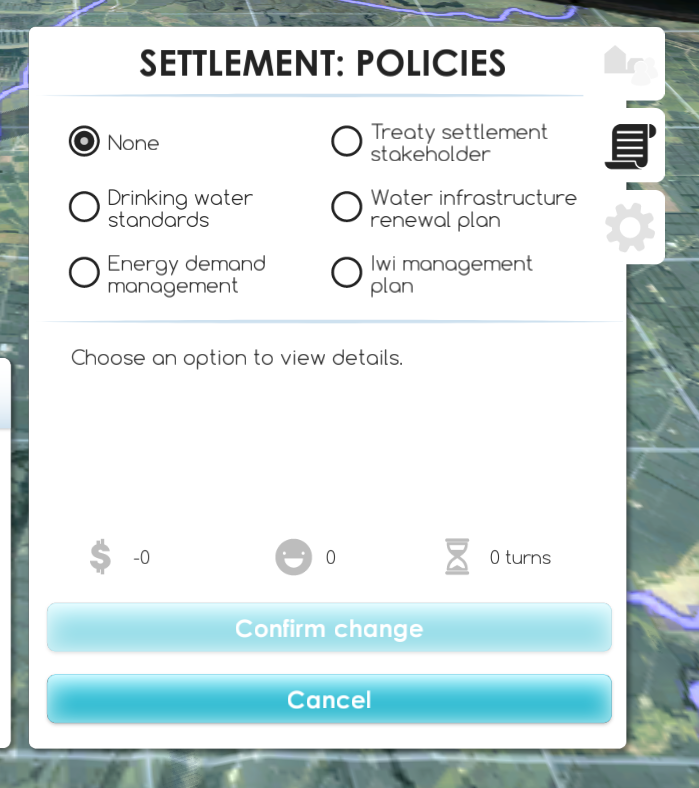 SETTLEMENT: POLICIES
None
Treaty settlement
stakeholder
Drinking water
standards
Water infrastructure
renewal plan
Energy demand
management
Iwi management
plan
Choose an option to view details.
-0
0
0 turns
Confirm change
Cancel